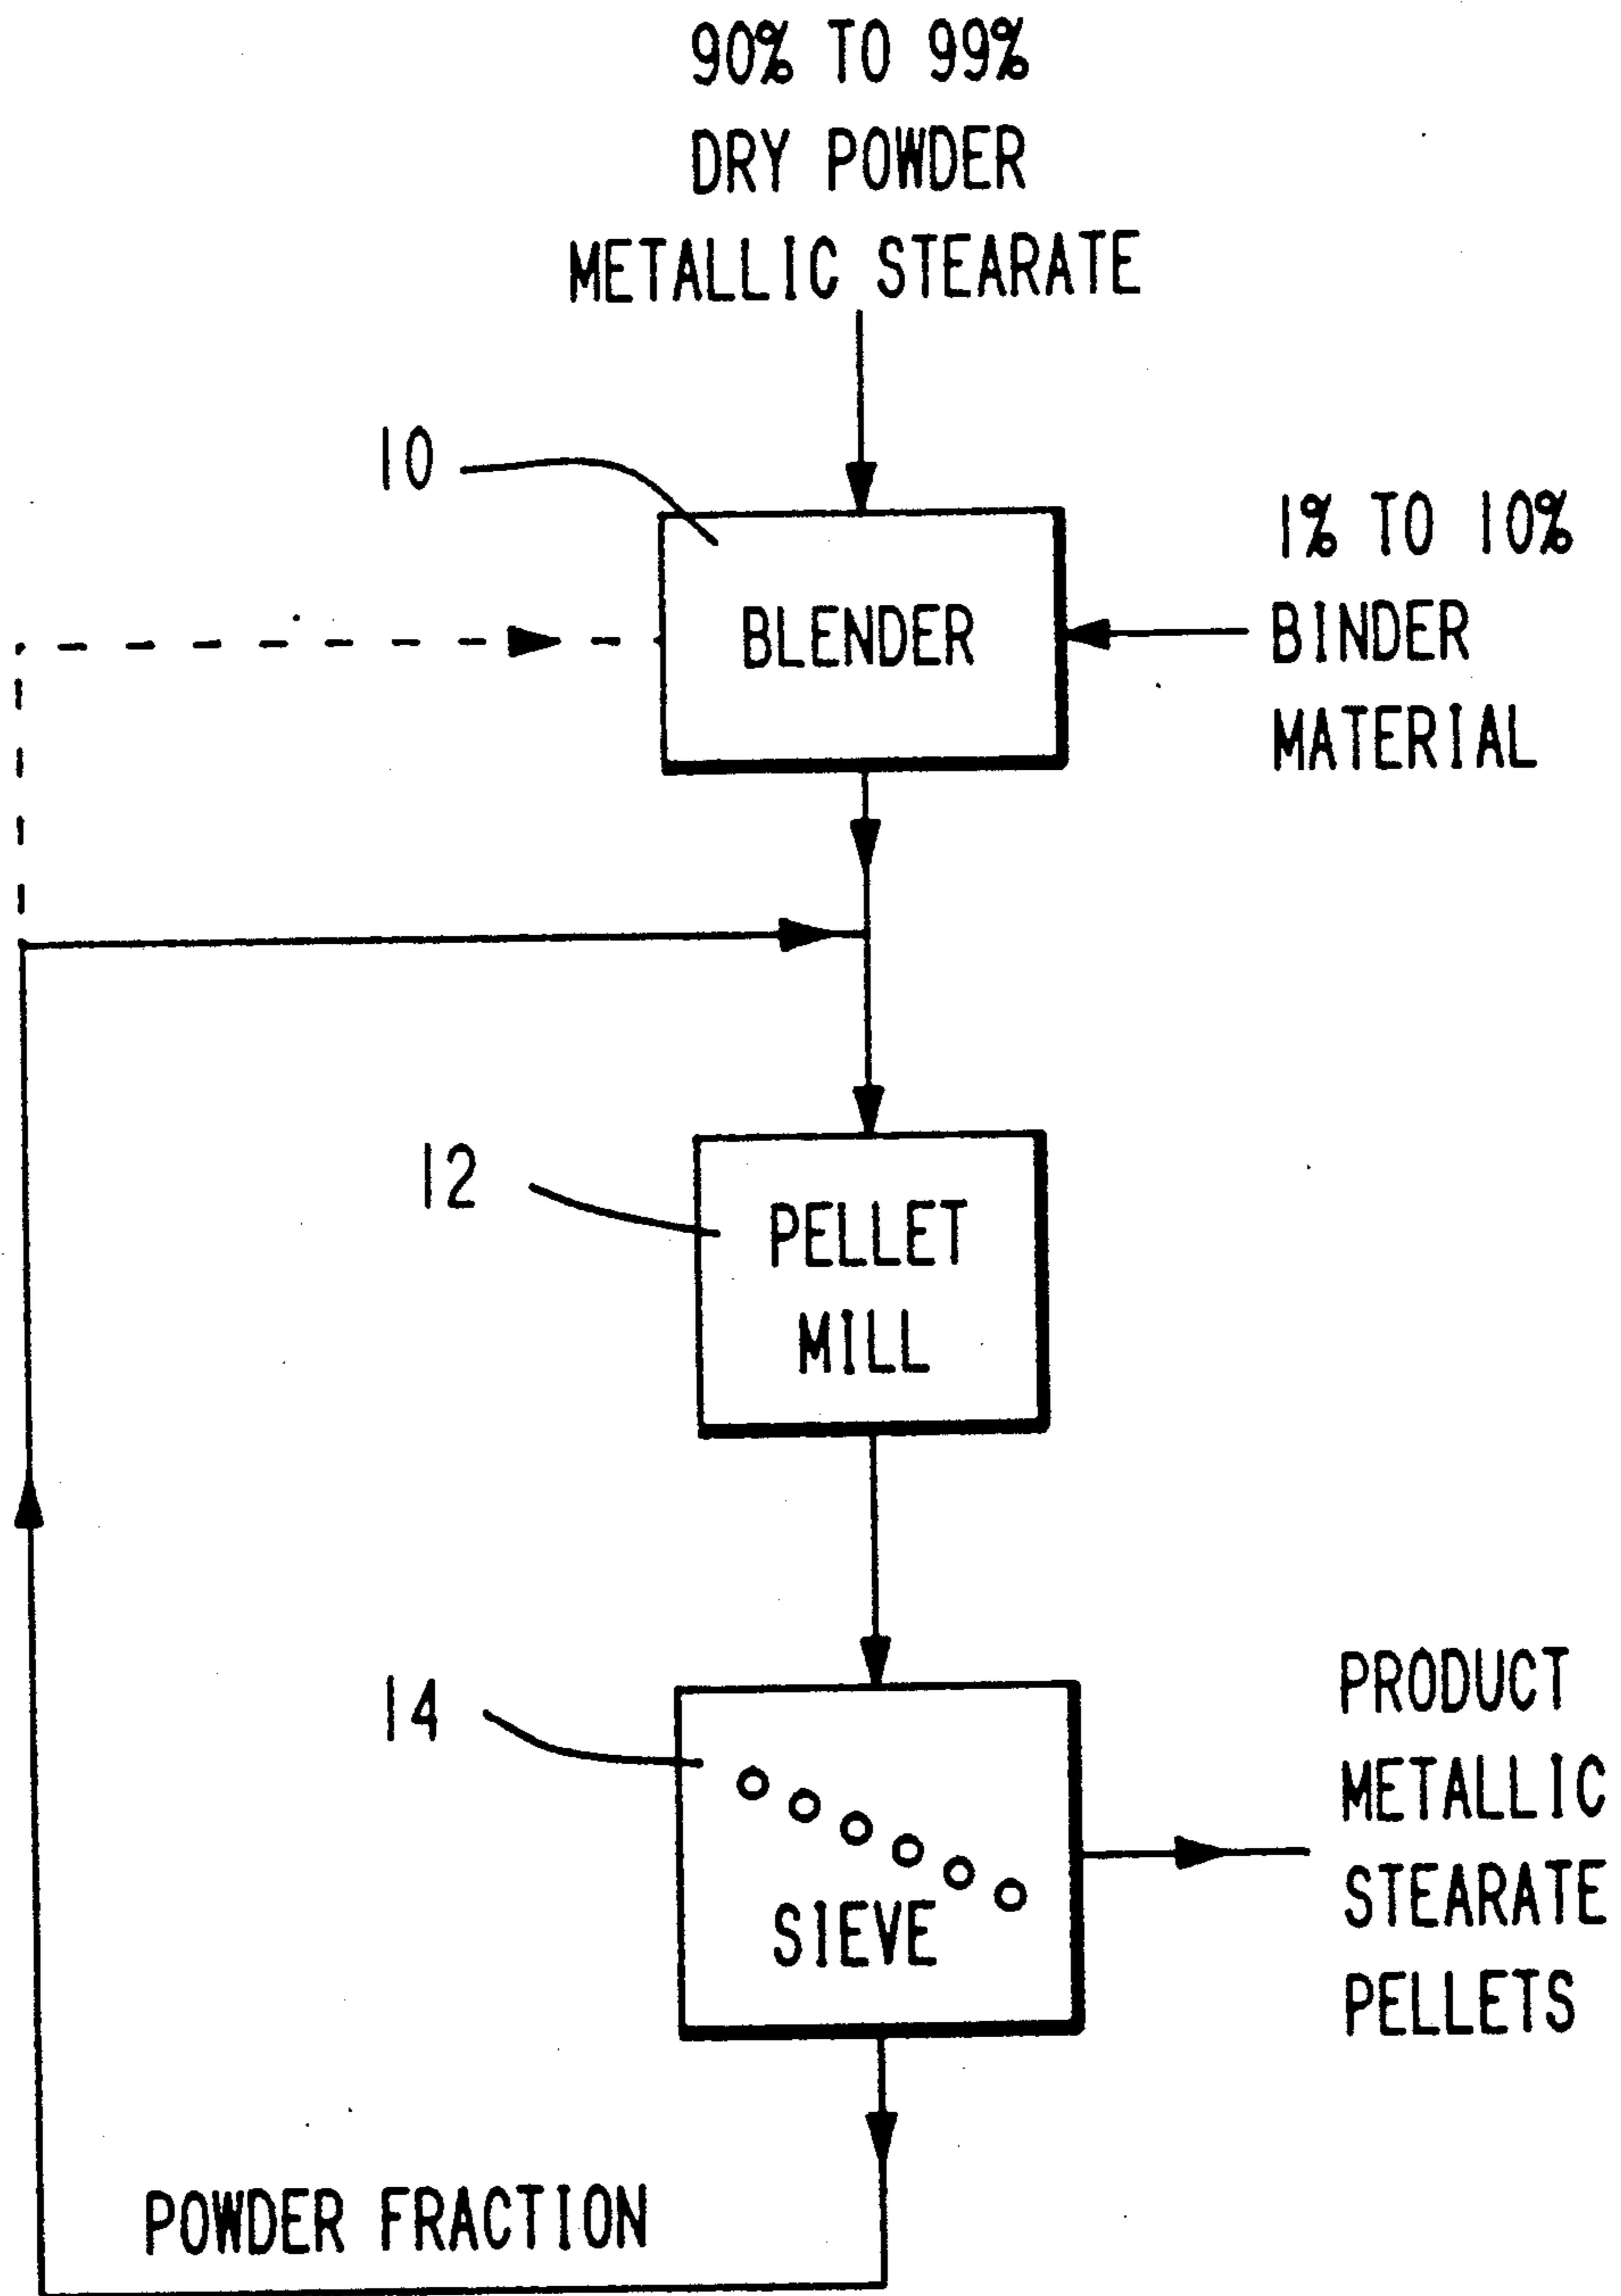 90% TO 99%
DRY POWDER
METALLIC STEARATE
10
1% TO 10%
BINDER
MATERIAL
BLENDER
12
PELLET
MILL
14
SIEVE
PRODUCT
METALLIC
STEARATE
PELLETS
POWDER FRACTION